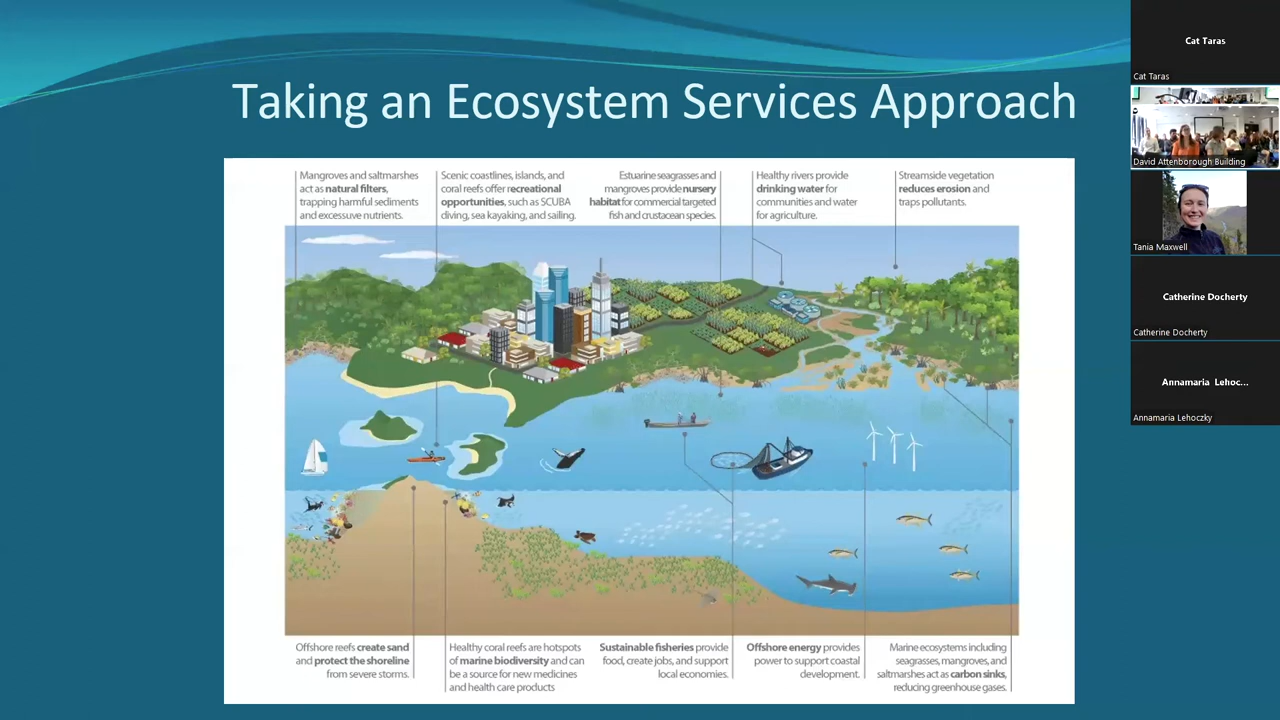 Taking an Ecosystem Services Approach
Mangroves and saltmarshes
act as natural filters,
trapping harmful sediments
and excessive nutrients.
Scenic coastlines, islands, and
coral reefs offer recreational
opportunities, such as SCUBA
diving, sea kayaking, and sailing.
Estuarine seagrasses and
mangroves provide nursery
habitat for commercial targeted
fish and crustacean species.
Healthy rivers provide
drinking water for
communities and water
for agriculture.
Streamside vegetation
reduces erosion and
traps pollutants.
Offshore reefs create sand
and protect the shoreline
from severe storms.
Healthy coral reefs are hotspots
of marine biodiversity and can
be a source for new medicines
and health care products
Sustainable fisheries provide
food, create jobs, and support
local economies.
Offshore energy provides
power to support coastal
development.
Marine ecosystems including
seagrasses, mangroves, and
saltmarshes act as carbon sinks,
reducing greenhouse gases.
Cat Taras
Cat Taras
David Attenborough Building
Tania Maxwell
Catherine Docherty
Catherine Docherty
Annamaria Lehoc...
Annamaria Lehoczky